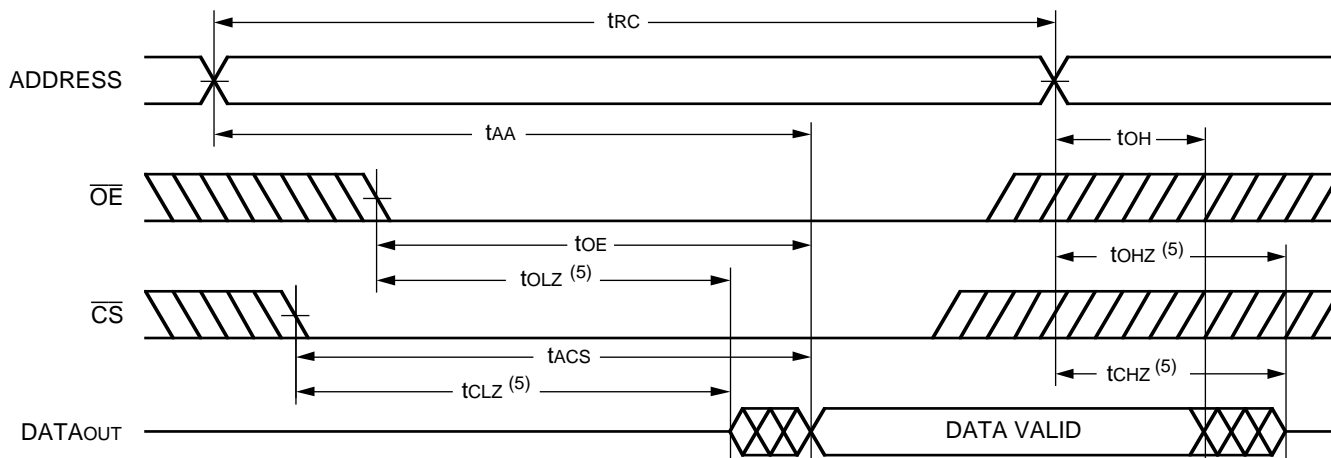 tRC
ADDRESS
tAA
tOH
OE
tOE
tOLZ (5)
tOHZ (5)
CS
tACS
tCLZ (5)
tCHZ (5)
DATAOUT
DATA VALID